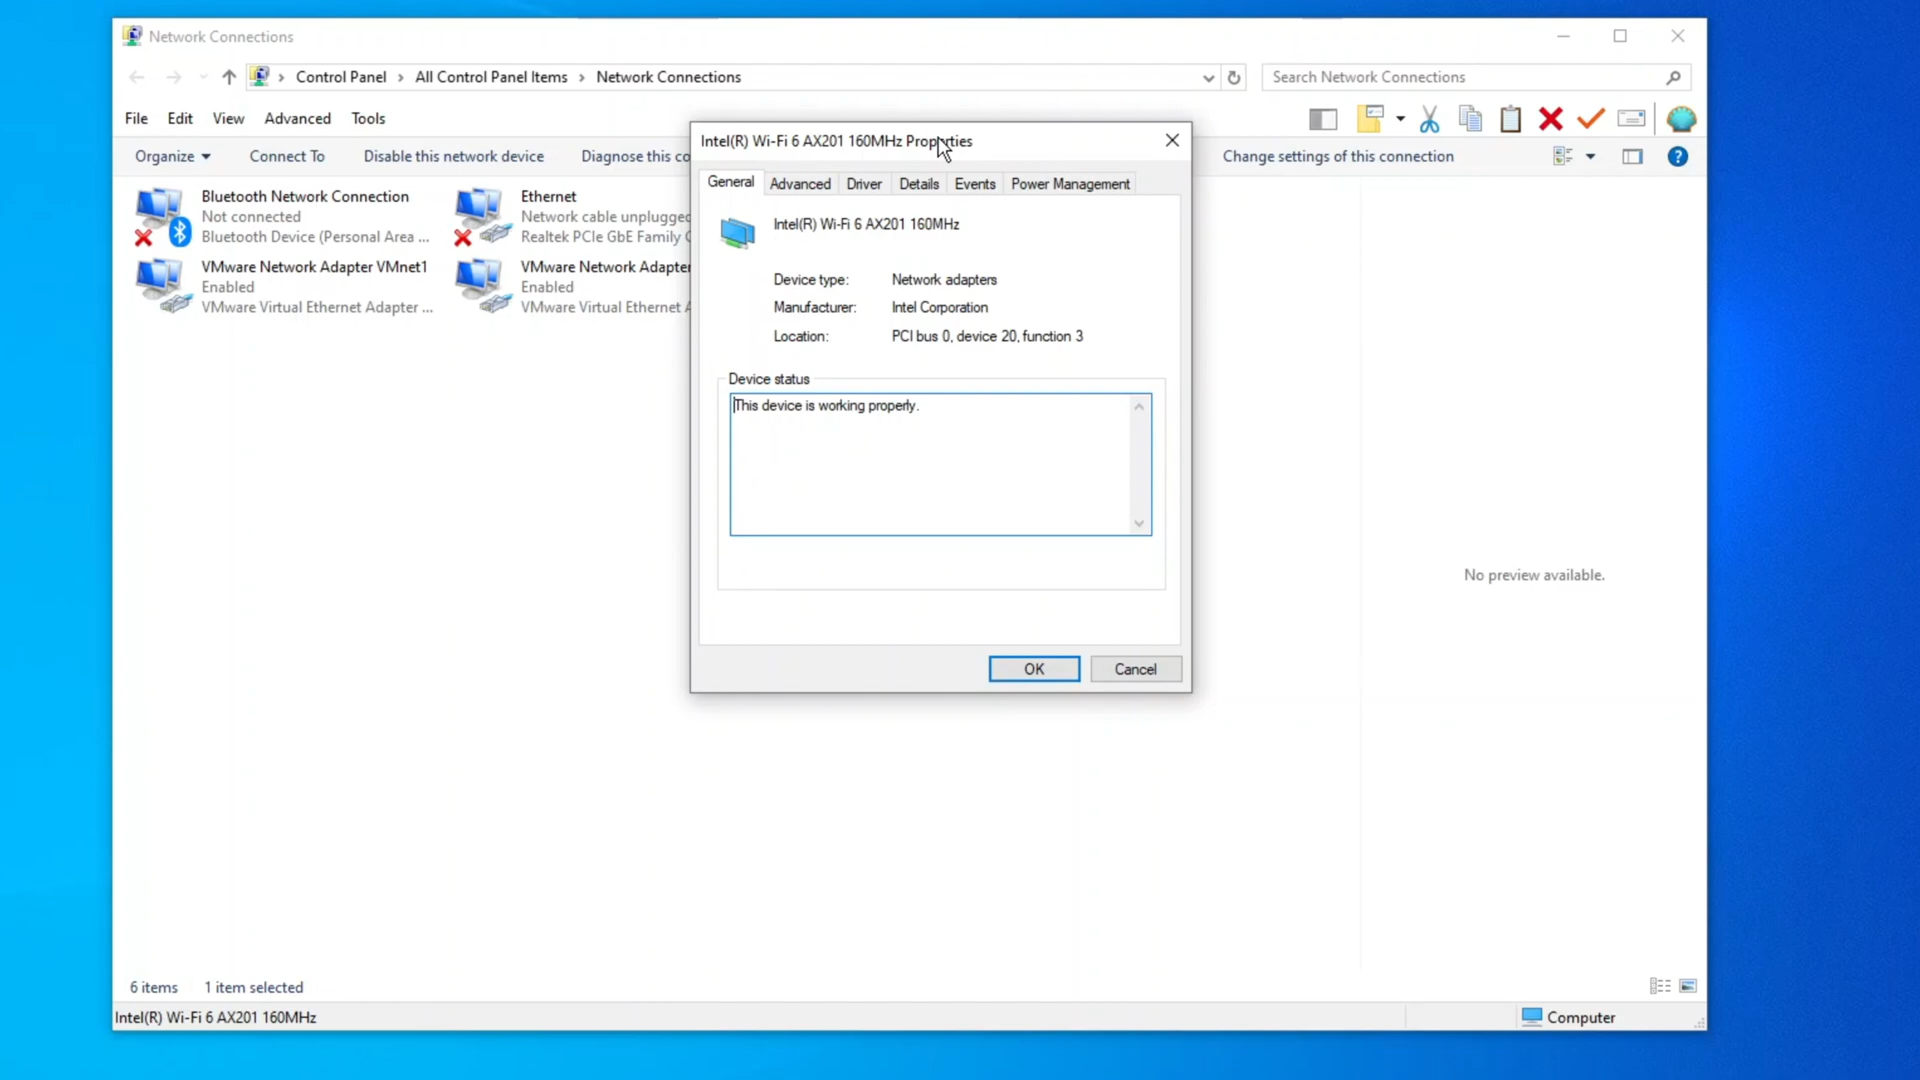 Network Connections
Control Panel
All Control Panel Items
Network Connections
Search Network Connections
File
Edit
View
Advanced
Tools
Organize
Connect To
Disable this network device
Diagnose this co
Change settings of this connection
Bluetooth Network Connection
Not connected
Bluetooth Device (Personal Area ...
Ethernet
Network cable unplugged
Realtek PCIe GbE Family
VMware Network Adapter VMnet1
Enabled
VMware Virtual Ethernet Adapter ...
VMware Network Adapter
Enabled
VMware Virtual Ethernet
Intel(R) Wi-Fi 6 AX201 160MHz Properties
General
Advanced
Driver
Details
Events
Power Management
Intel(R) Wi-Fi 6 AX201 160MHz
Device type: Network adapters
Manufacturer: Intel Corporation
Location: PCI bus 0, device 20, function 3
Device status
This device is working properly.
OK
Cancel
No preview available.
6 items
1 item selected
Intel(R) Wi-Fi 6 AX201 160MHz
Computer